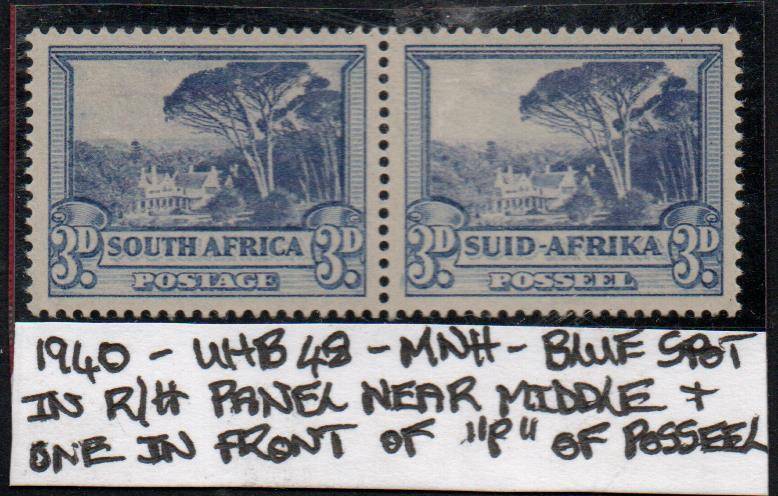 3D SOUTH AFRICA 3D
POSTAGE
3D SUID-AFRIKA 3D
POSSEEL
1940 - UHB 48 - MNH - BLUE SPOT
IN R/H PANEL NEAR MIDDLE +
ONE IN FRONT OF "P" OF POSSEEL